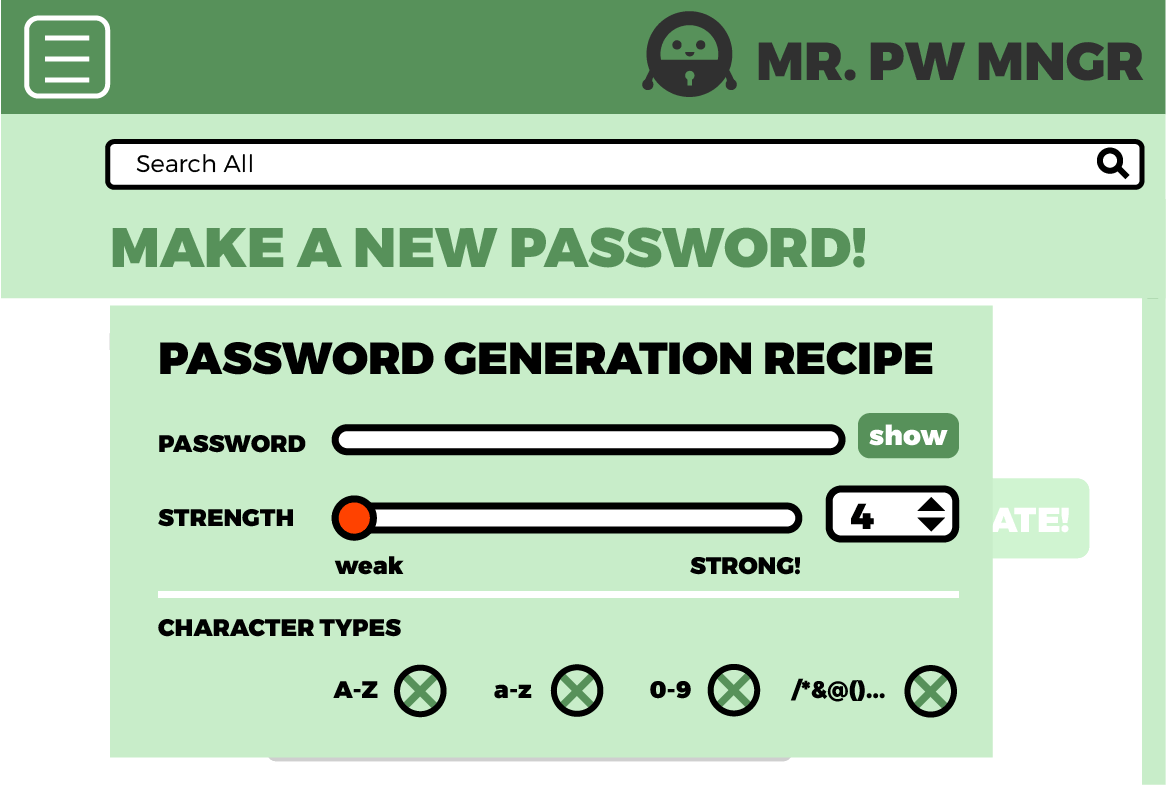 MR. PW MNGR
Search All
MAKE A NEW PASSWORD!
PASSWORD GENERATION RECIPE
PASSWORD
show
STRENGTH
4
ATE!
weak
STRONG!
CHARACTER TYPES
A-Z
a-z
0-9
/*&@()...